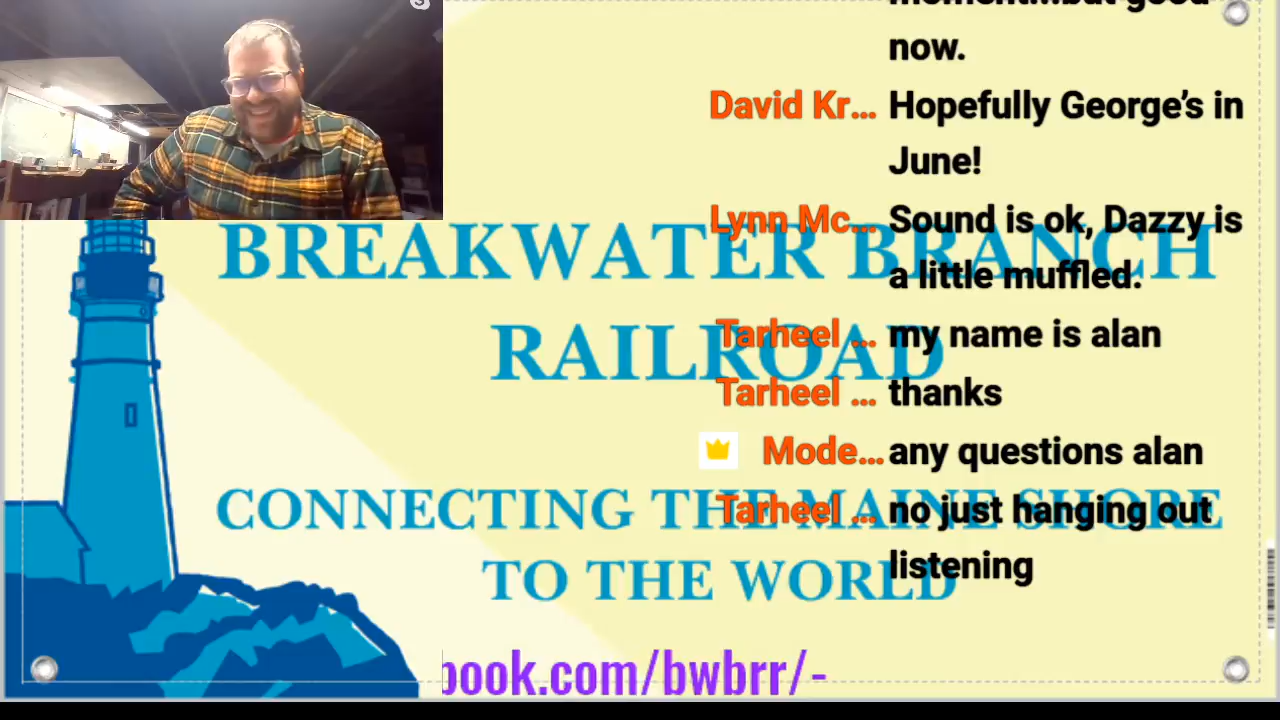 now.
David Kr… Hopefully George's in
June!
Lynn Mc… Sound is ok, Dazzy is
a little muffled.
Tarheel … my name is alan
Tarheel … thanks
Mode… any questions alan
Tarheel … no just hanging out
listening
BREAKWATER BRANCH
RAILROAD
CONNECTING THE MAINE SHORE
TO THE WORLD
book.com/bwbrr/-